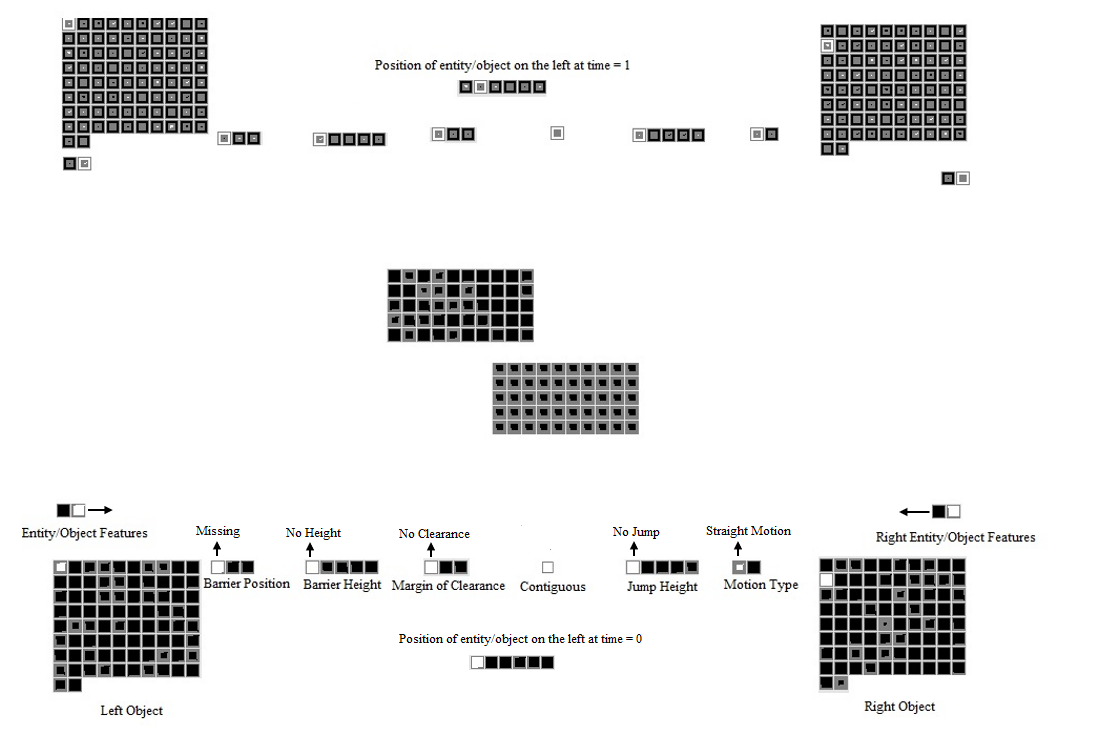 Position of entity/object on the left at time = 1
Entity/Object Features
Missing
No Height
No Clearance
No Jump
Straight Motion
Right Entity/Object Features
Barrier Position
Barrier Height
Margin of Clearance
Contiguous
Jump Height
Motion Type
Position of entity/object on the left at time = 0
Left Object
Right Object